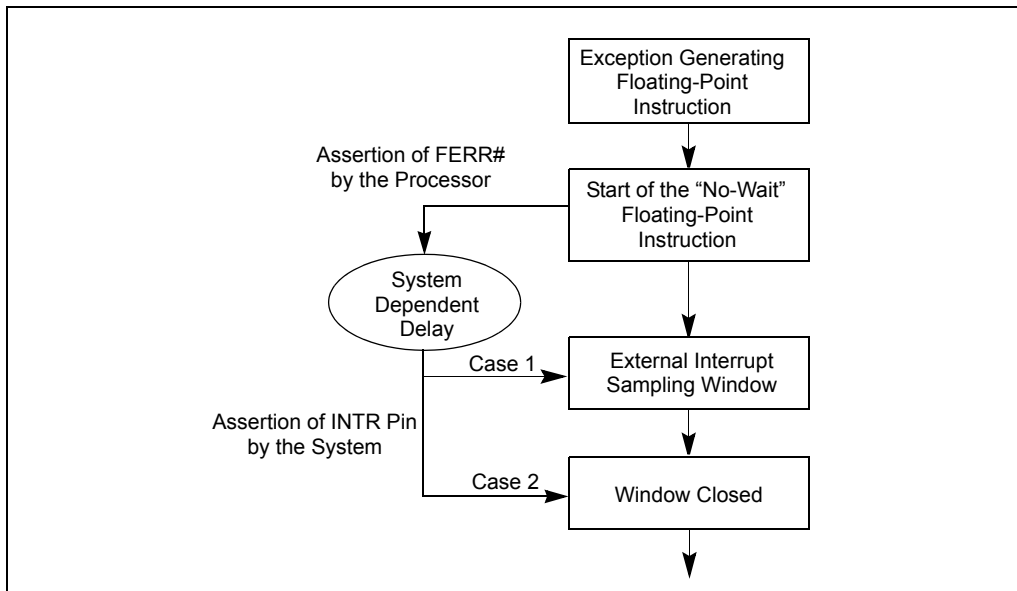 Exception Generating
Floating-Point
Instruction
Assertion of FERR#
by the Processor
Start of the “No-Wait”
Floating-Point
Instruction
System
Dependent
Delay
Case 1
External Interrupt
Sampling Window
Assertion of INTR Pin
by the System
Case 2
Window Closed